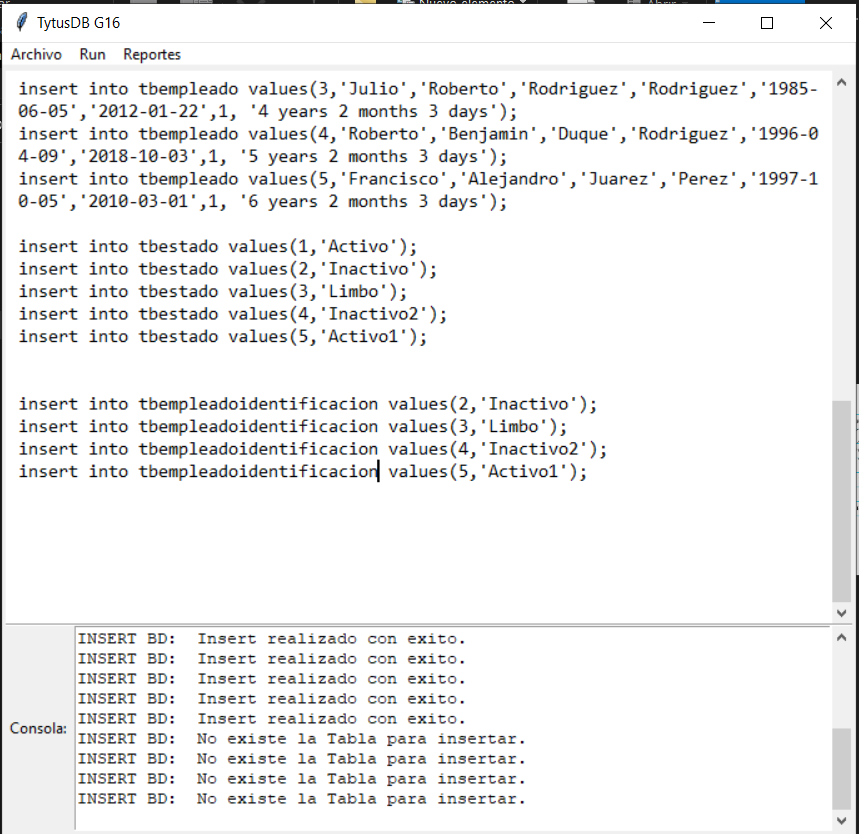 Nuevo elemento
Abrir
TytusDB G16
Archivo Run Reportes
insert into tbempleado values(3,'Julio','Roberto','Rodriguez','Rodriguez','1985-
06-05','2012-01-22',1, '4 years 2 months 3 days');
insert into tbempleado values(4,'Roberto','Benjamin','Duque','Rodriguez','1996-0
4-09','2018-10-03',1, '5 years 2 months 3 days');
insert into tbempleado values(5,'Francisco','Alejandro','Juarez','Perez','1997-1
0-05','2010-03-01',1, '6 years 2 months 3 days');
insert into tbestado values(1,'Activo');
insert into tbestado values(2,'Inactivo');
insert into tbestado values(3,'Limbo');
insert into tbestado values(4,'Inactivo2');
insert into tbestado values(5,'Activo1');
insert into tbempleadoidentificacion values(2,'Inactivo');
insert into tbempleadoidentificacion values(3,'Limbo');
insert into tbempleadoidentificacion values(4,'Inactivo2');
insert into tbempleadoidentificacion values(5,'Activo1');
Consola:
INSERT BD:  Insert realizado con exito.
INSERT BD:  Insert realizado con exito.
INSERT BD:  Insert realizado con exito.
INSERT BD:  Insert realizado con exito.
INSERT BD:  Insert realizado con exito.
INSERT BD:  No existe la Tabla para insertar.
INSERT BD:  No existe la Tabla para insertar.
INSERT BD:  No existe la Tabla para insertar.
INSERT BD:  No existe la Tabla para insertar.